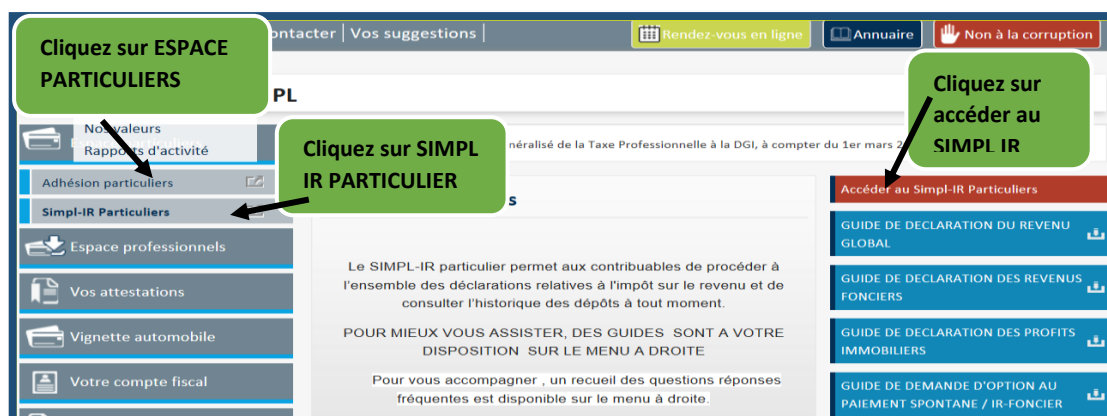 Cliquez sur ESPACE
PARTICULIERS
ontacter | Vos suggestions |
Rendez-vous en ligne
Annuaire
Non à la corruption
PL
Cliquez sur
accéder au
SIMPL IR
Nos valeurs
Rapports d'activité
Cliquez sur SIMPL
IR PARTICULIER
néralisé de la Taxe Professionnelle à la DGI, à compter du 1er mars 2
Adhésion particuliers
Simpl-IR Particuliers
Espace professionnels
Vos attestations
Vignette automobile
Votre compte fiscal
s
Le SIMPL-IR particulier permet aux contribuables de procéder à
l'ensemble des déclarations relatives à l'impôt sur le revenu et de
consulter l'historique des dépôts à tout moment.
POUR MIEUX VOUS ASSISTER, DES GUIDES SONT A VOTRE
DISPOSITION SUR LE MENU A DROITE
Pour vous accompagner , un recueil des questions réponses
fréquentes est disponible sur le menu à droite.
Accéder au Simpl-IR Particuliers
GUIDE DE DECLARATION DU REVENU
GLOBAL
GUIDE DE DECLARATION DES REVENUS
FONCIERS
GUIDE DE DECLARATION DES PROFITS
IMMOBILIERS
GUIDE DE DEMANDE D'OPTION AU
PAIEMENT SPONTANE / IR-FONCIER